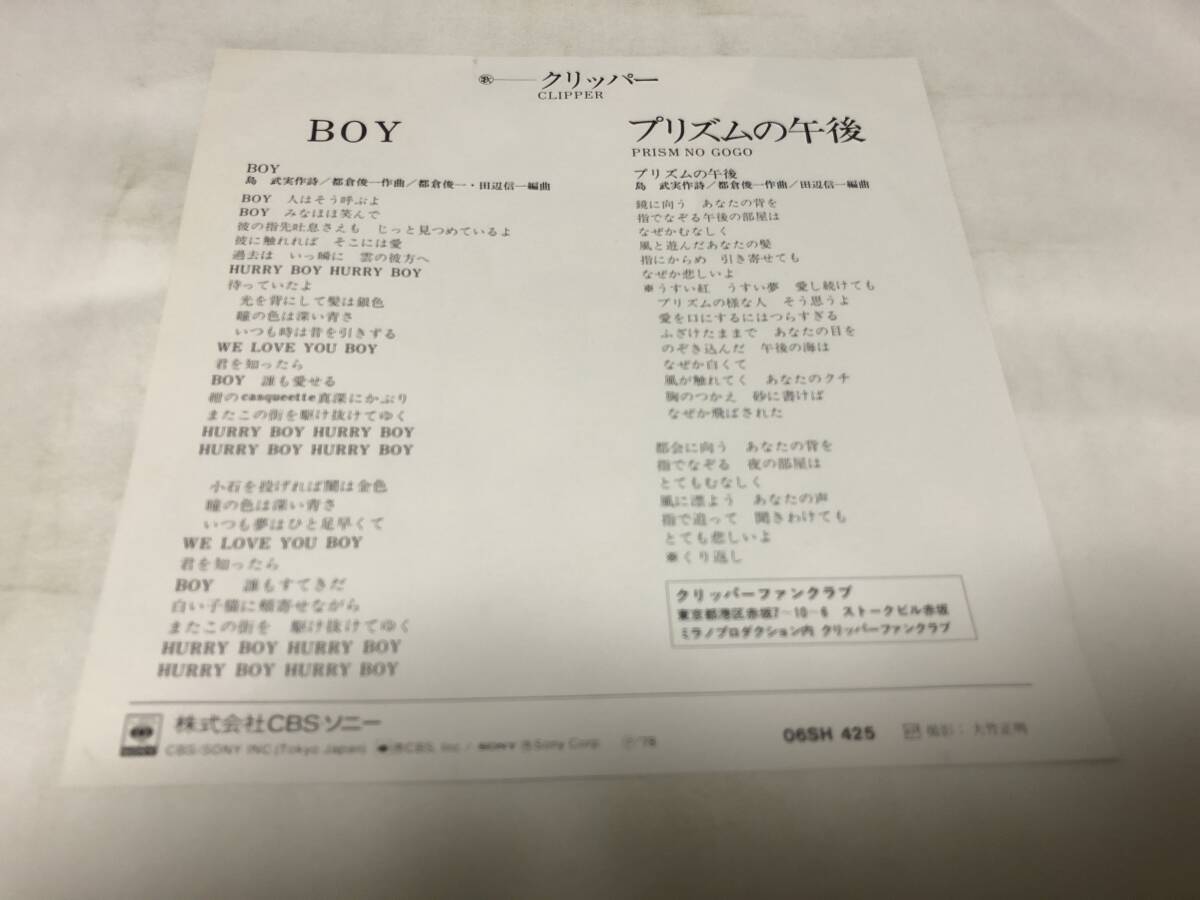 歌 ― クリッパー
CLIPPER
BOY
BOY
島 武実作詩/都倉俊一作曲/都倉俊一・田辺信一編曲
BOY 人はそう呼ぶよ
BOY みなほほ笑んで
彼の指先吐息さえも じっと見つめているよ
彼に触れれば そこには愛
過去は いっ瞬に 雲の彼方へ
HURRY BOY HURRY BOY
待っていたよ
光を背にして髪は銀色
瞳の色は深い青さ
いつも時は昔を引きずる
WE LOVE YOU BOY
君を知ったら
BOY 誰も愛せる
紺のcasqueette真深にかぶり
またこの街を駆け抜けてゆく
HURRY BOY HURRY BOY
HURRY BOY HURRY BOY
小石を投げれば闇は金色
瞳の色は深い青さ
いつも夢はひと足早くて
WE LOVE YOU BOY
君を知ったら
BOY 誰もすてきだ
白い子猫に頬寄せながら
またこの街を 駆け抜けてゆく
HURRY BOY HURRY BOY
HURRY BOY HURRY BOY
プリズムの午後
PRISM NO GOGO
プリズムの午後
島 武実作詩/都倉俊一作曲/田辺信一編曲
鏡に向う あなたの背を
指でなぞる午後の部屋は
なぜかむなしく
風と遊んだあなたの髪
指にからめ 引き寄せても
なぜか悲しいよ
※うすい紅 うすい夢 愛し続けても
プリズムの様な人 そう思うよ
愛を口にするにはつらすぎる
ふざけたままで あなたの目を
のぞき込んだ 午後の海は
なぜか白くて
風が触れてく あなたのクチ
胸のつかえ 砂に書けば
なぜか飛ばされた
都会に向う あなたの背を
指でなぞる 夜の部屋は
とてもむなしく
風に漂よう あなたの声
指で追って 聞きわけても
とても悲しいよ
※くり返し
クリッパーファンクラブ
東京都港区赤坂7-10-6 ストークビル赤坂
ミラノプロダクション内 クリッパーファンクラブ
株式会社CBSソニー
CBS/SONY INC.(Tokyo Japan) ®CBS, Inc./SONY ®Sony Corp. Ⓟ'78
06SH 425
撮影:大竹正明